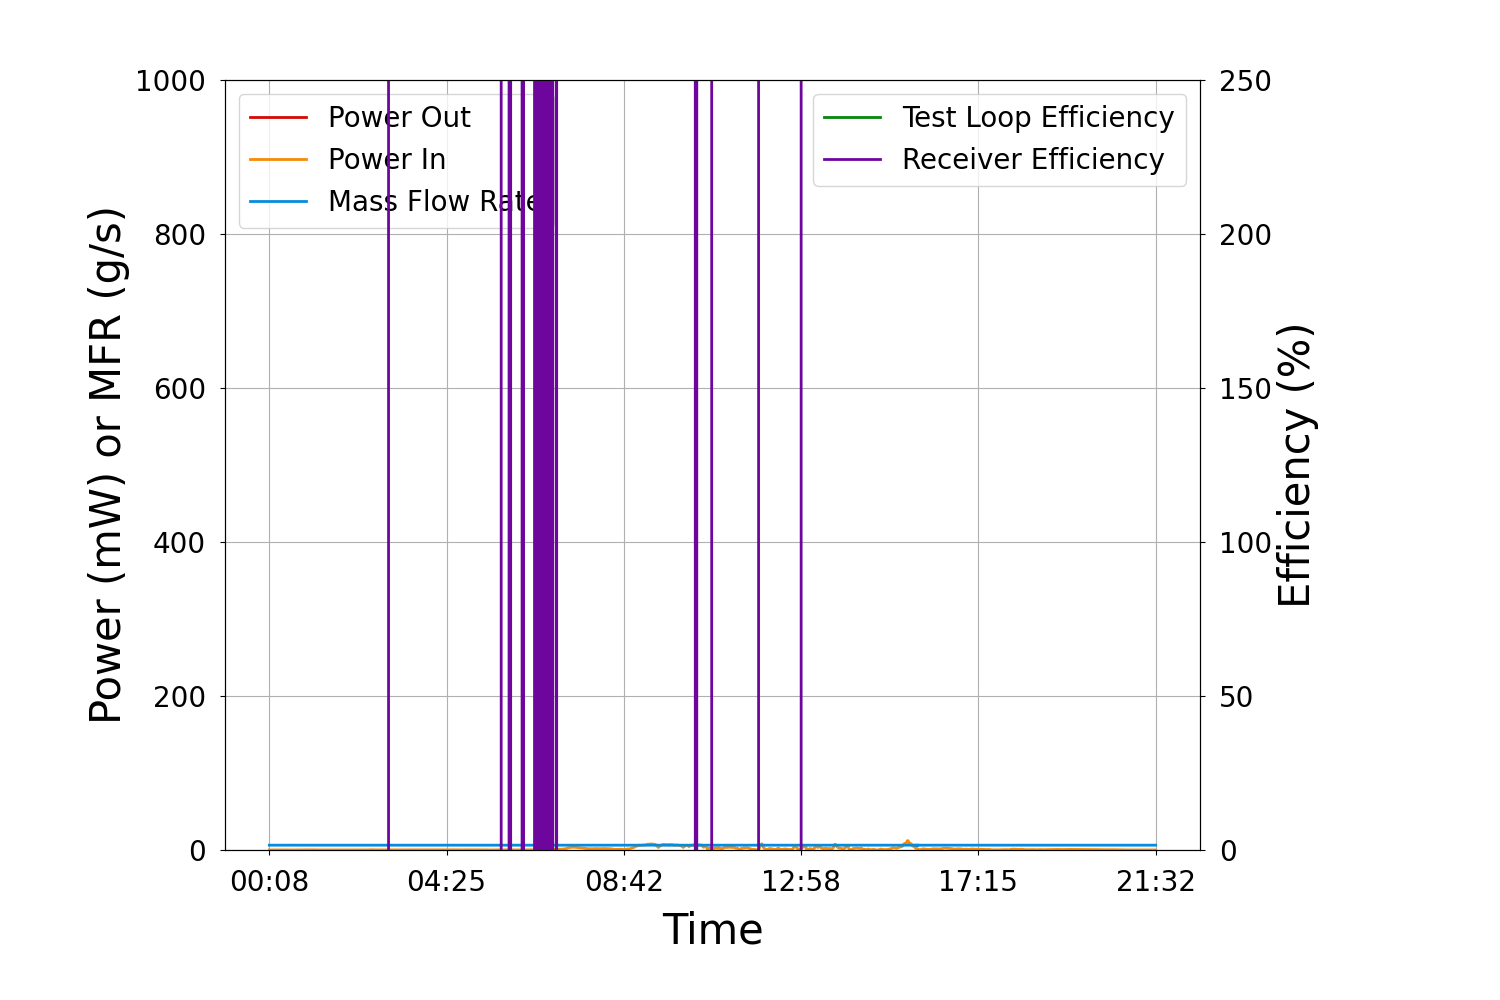 1000
800
600
400
200
0
Power (mW) or MFR (g/s)
Power Out
Power In
Mass Flow Rate
Test Loop Efficiency
Receiver Efficiency
250
200
150
100
50
0
Efficiency (%)
00:08 04:25 08:42 12:58 17:15 21:32
Time